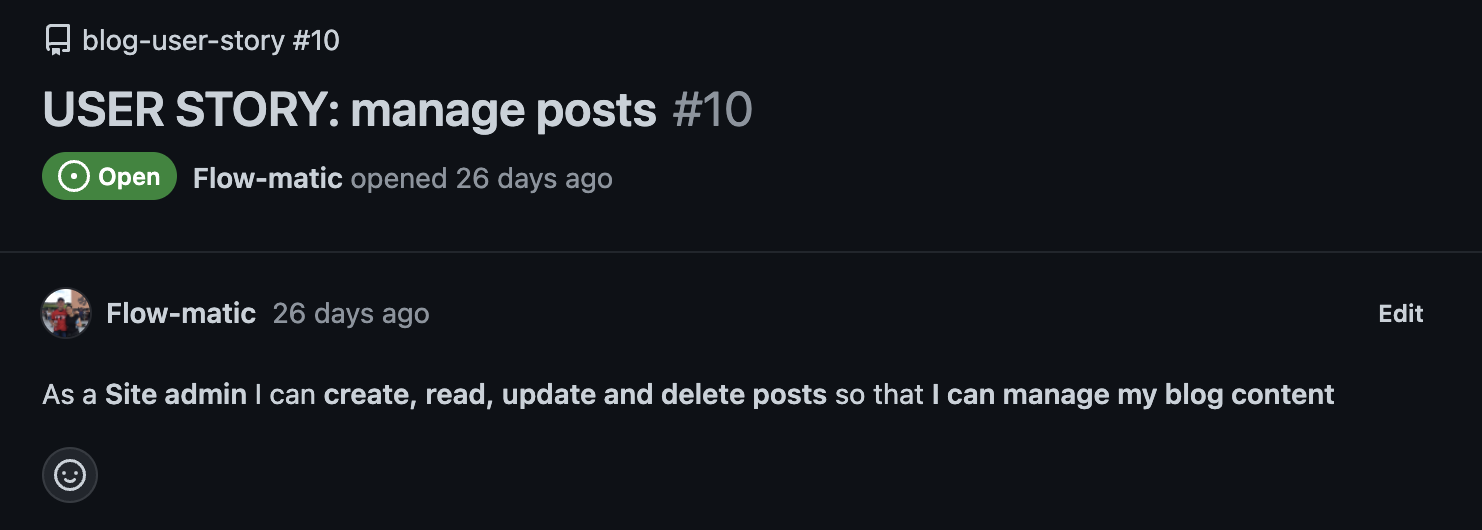 blog-user-story #10
USER STORY: manage posts #10
Open Flow-matic opened 26 days ago
Flow-matic 26 days ago Edit
As a Site admin I can create, read, update and delete posts so that I can manage my blog content